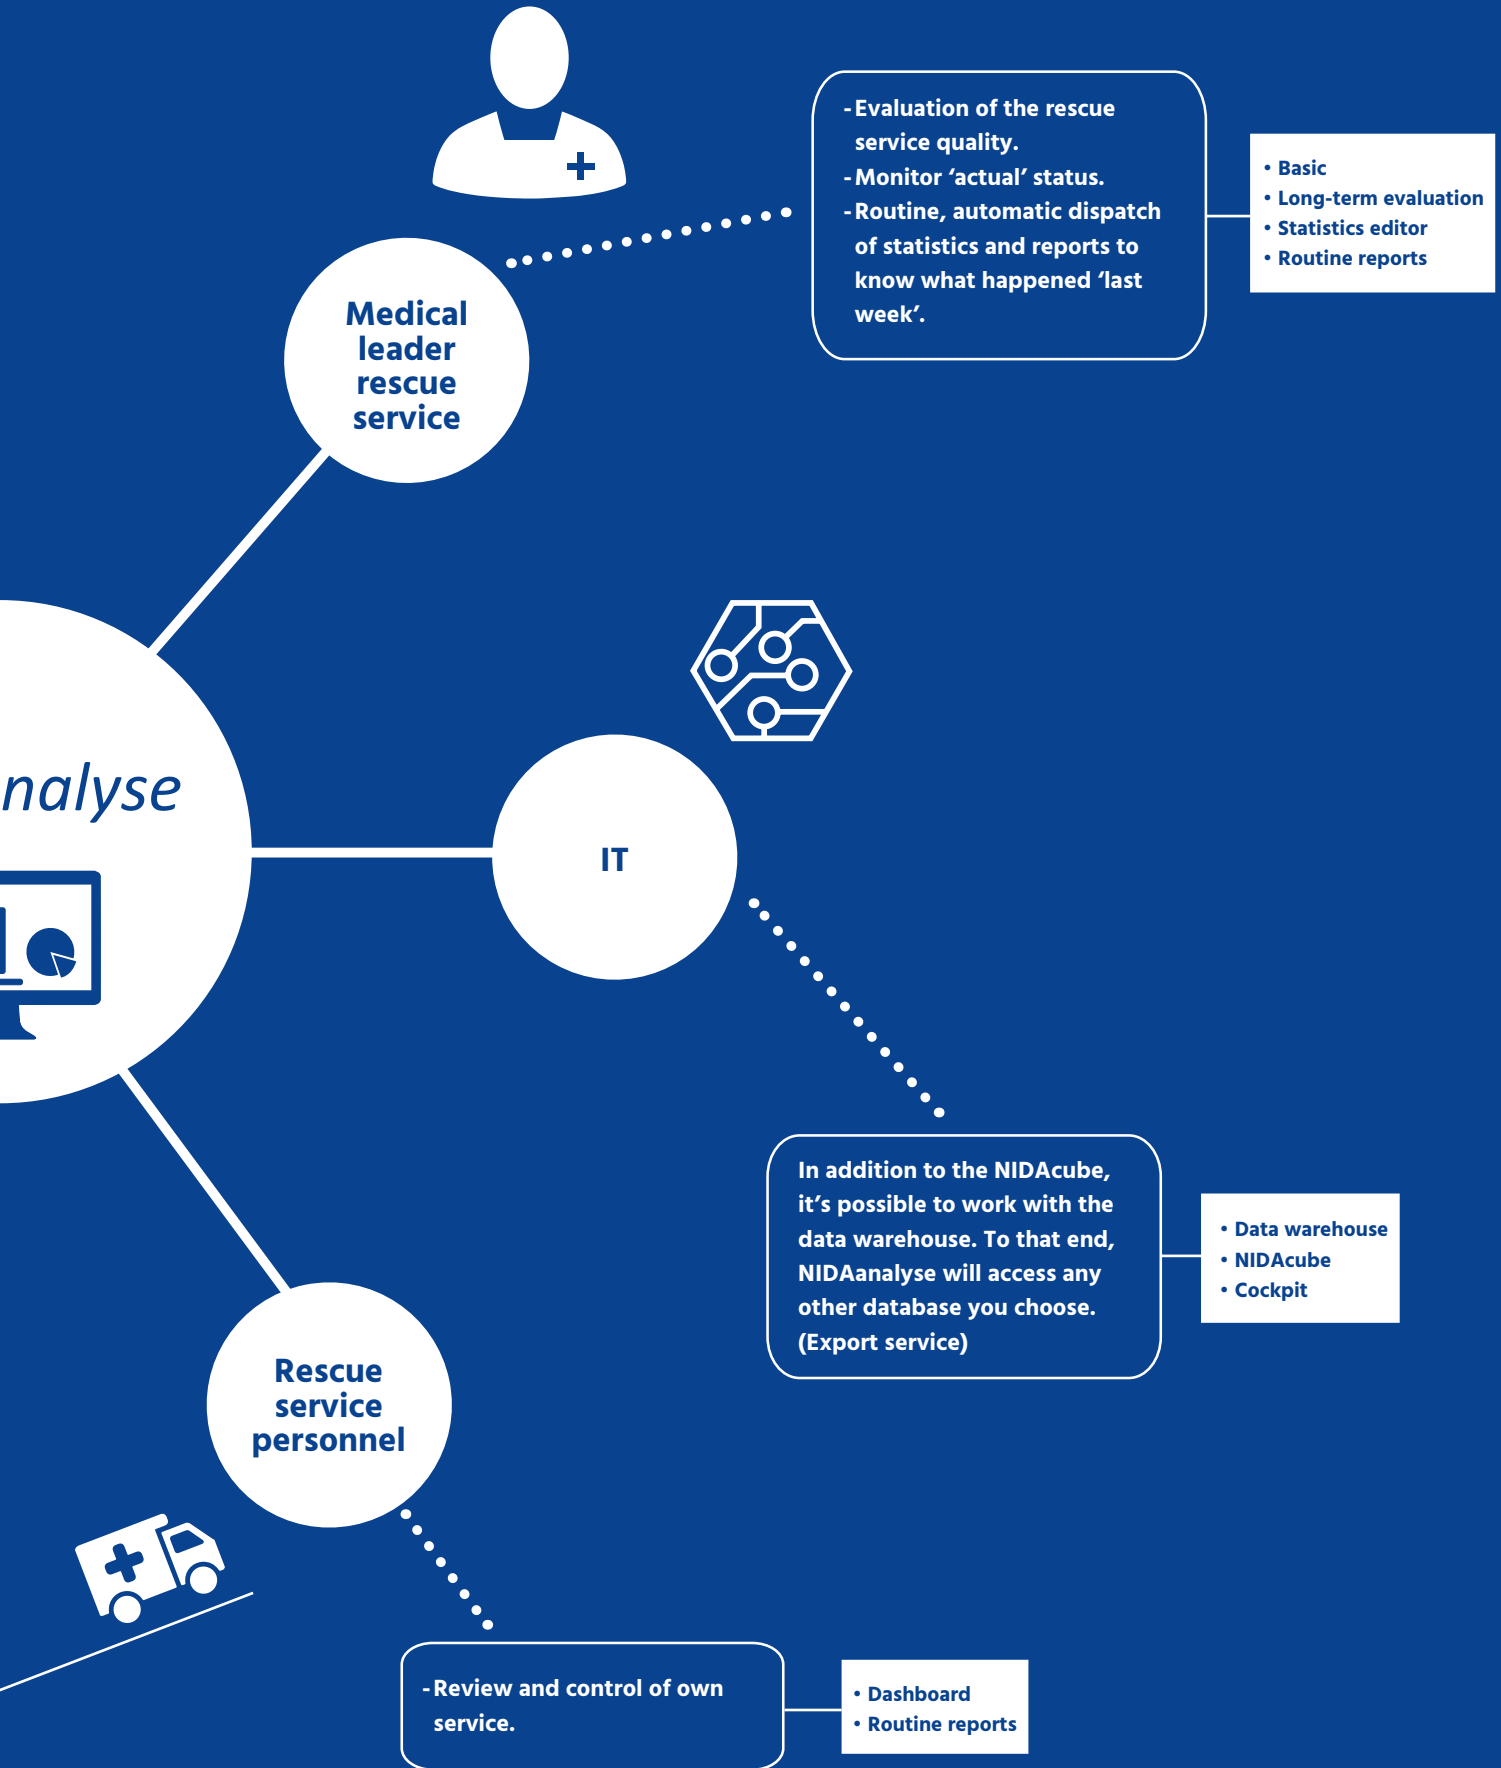 - Evaluation of the rescue
service quality.
- Monitor ‘actual’ status.
- Routine, automatic dispatch
of statistics and reports to
know what happened ‘last
week’.
• Basic
• Long-term evaluation
• Statistics editor
• Routine reports
Medical
leader
rescue
service
nalyse
IT
In addition to the NIDAcube,
it’s possible to work with the
data warehouse. To that end,
NIDAanalyse will access any
other database you choose.
(Export service)
• Data warehouse
• NIDAcube
• Cockpit
Rescue
service
personnel
- Review and control of own
service.
• Dashboard
• Routine reports